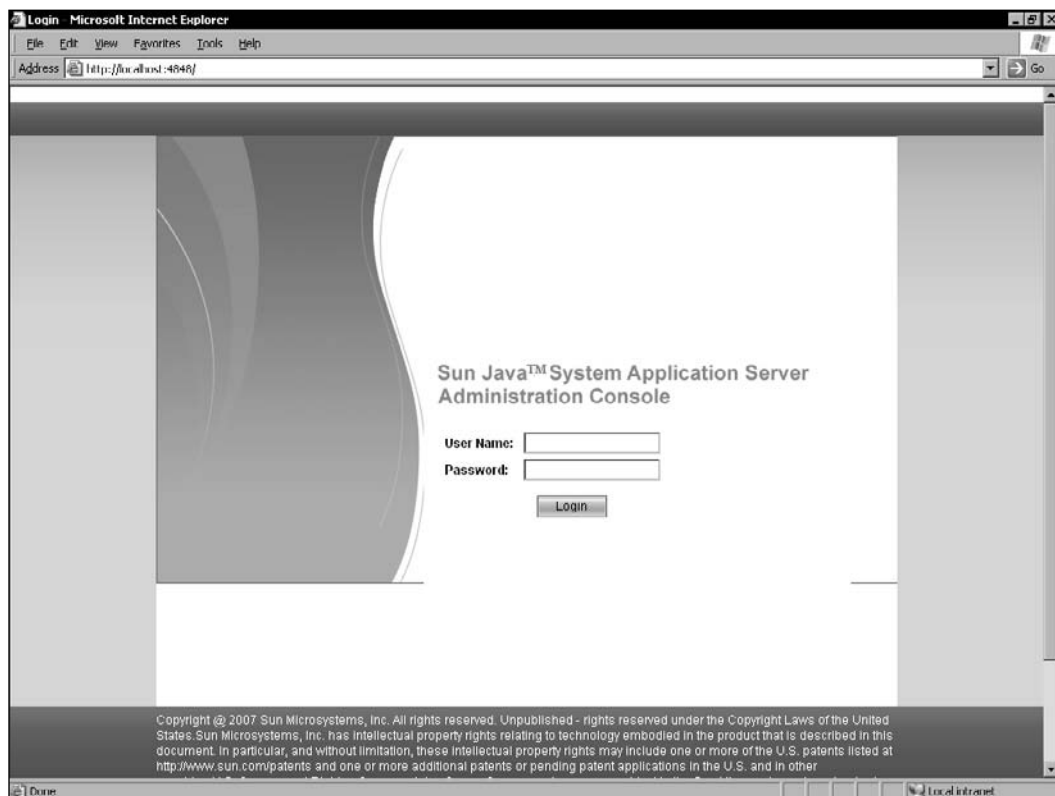 Login - Microsoft Internet Explorer
File Edit View Favorites Tools Help
Address http://localhost:4848/ Go
Sun Java™ System Application Server
Administration Console
User Name:
Password:
Login
Copyright @ 2007 Sun Microsystems, Inc. All rights reserved. Unpublished - rights reserved under the Copyright Laws of the United
States.Sun Microsystems, Inc. has intellectual property rights relating to technology embodied in the product that is described in this
document. In particular, and without limitation, these intellectual property rights may include one or more of the U.S. patents listed at
http://www.sun.com/patents and one or more additional patents or pending patent applications in the U.S. and in other
Done Local intranet